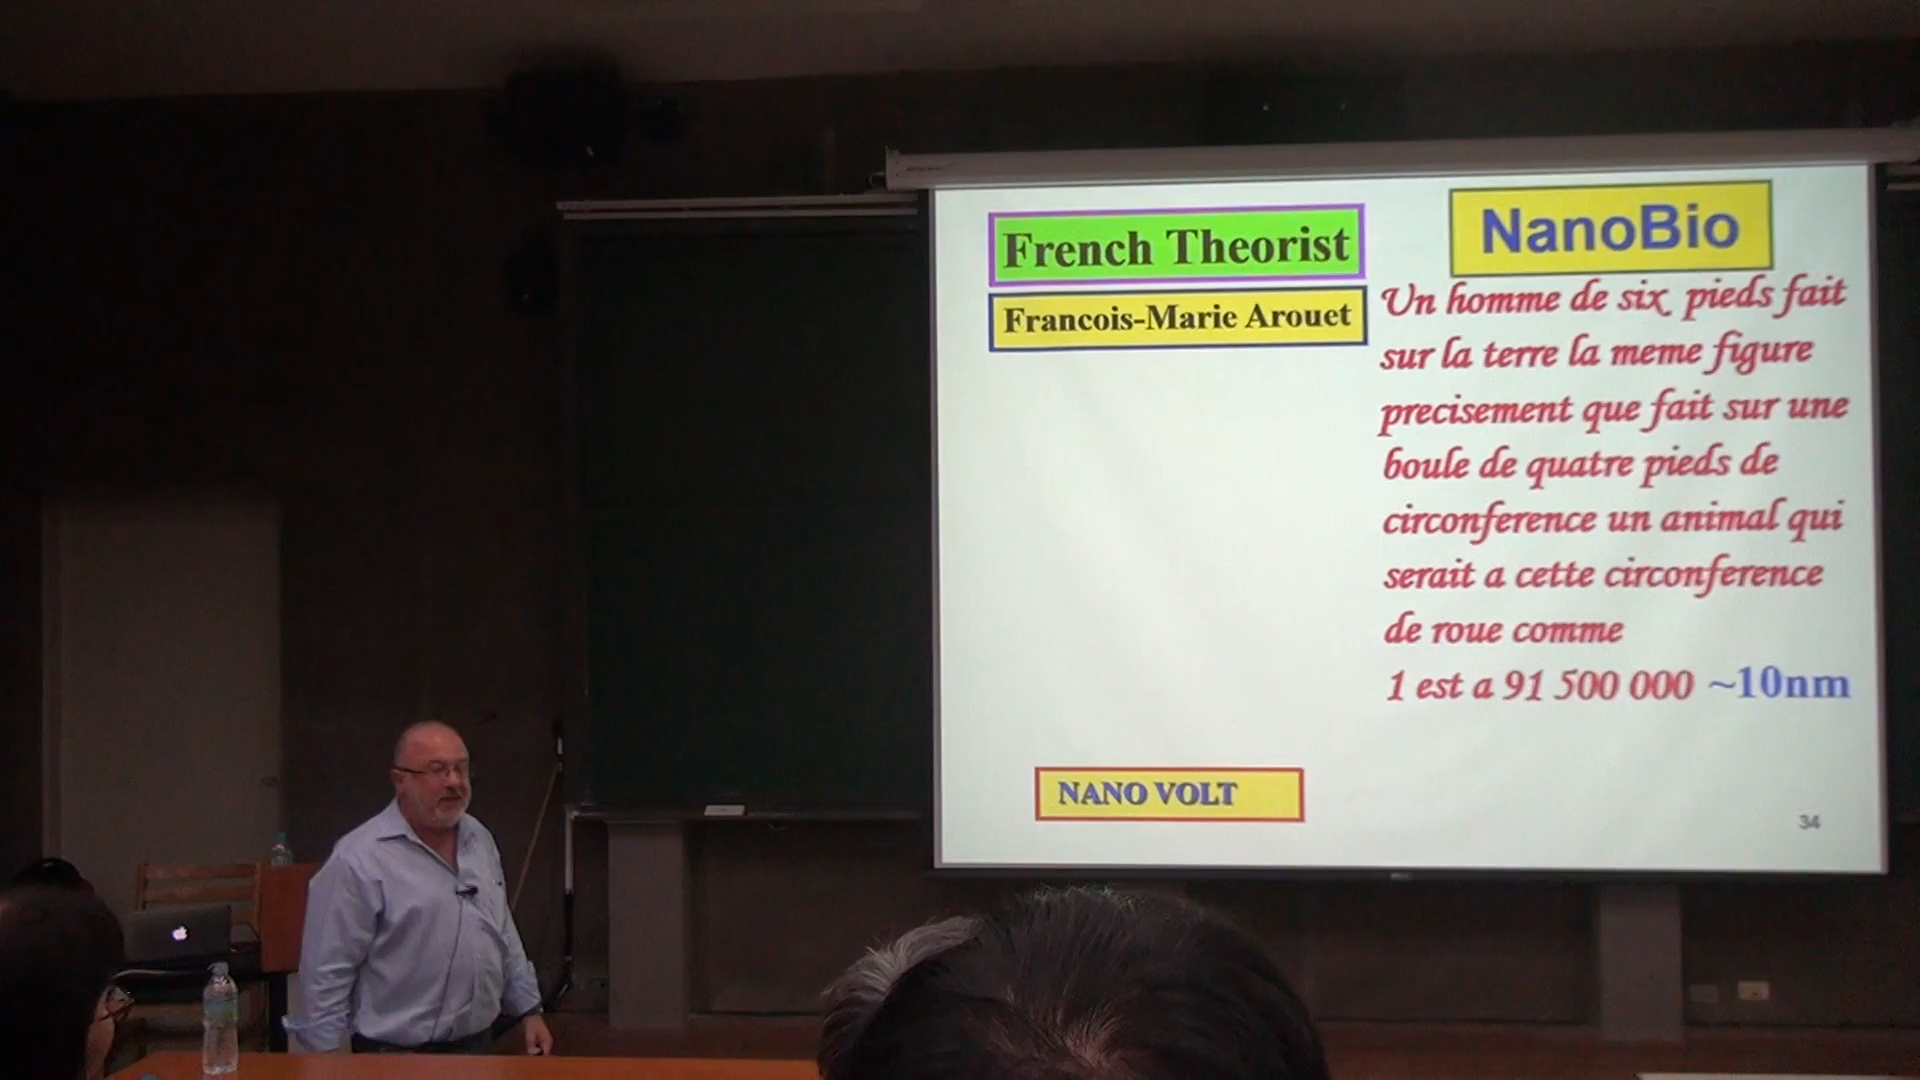 French Theorist
Francois-Marie Arouet
NanoBio
Un homme de six pieds fait
sur la terre la meme figure
precisement que fait sur une
boule de quatre pieds de
circonference un animal qui
serait a cette circonference
de roue comme
1 est a 91 500 000 ~10nm
NANO VOLT
34